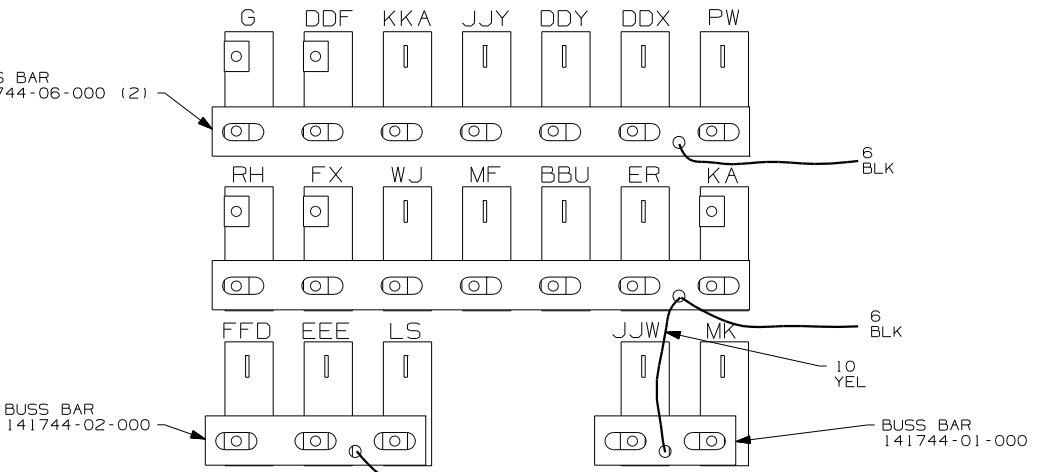 G DDF KKA JJY DDY DDX PW
BAR
744-06-000 (2)
6
BLK
RH FX WJ MF BBU ER KA
6
BLK
FFD EEE LS JJW MK
10
YEL
BUSS BAR
141744-02-000
BUSS BAR
141744-01-000